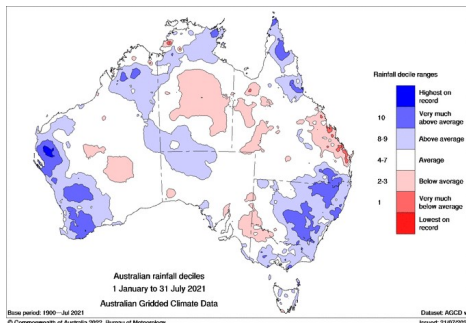 Rainfall decile ranges
Highest on
record
10
Very much
above average
8-9
Above average
4-7
Average
2-3
Below average
1
Very much
below average
Lowest on
record
Australian rainfall deciles
1 January to 31 July 2021
Australian Gridded Climate Data
Base period: 1900—Jul 2021
Dataset: AGCD v
© Commonwealth of Australia 2022, Bureau of Meteorology
Issued: